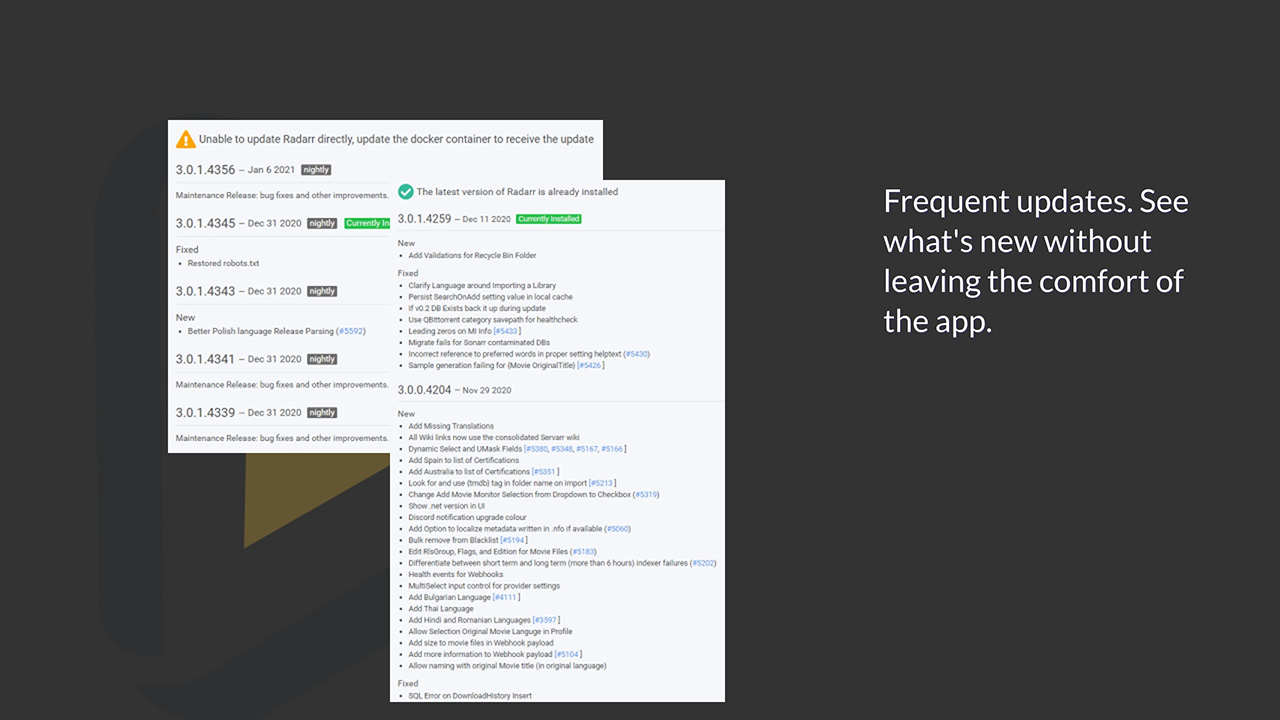 Unable to update Radarr directly, update the docker container to receive the update
3.0.1.4356 – Jan 6 2021 nightly
Maintenance Release: bug fixes and other improvements.
3.0.1.4345 – Dec 31 2020 nightly Currently In
Fixed
• Restored robots.txt
3.0.1.4343 – Dec 31 2020 nightly
New
• Better Polish language Release Parsing (#5592)
3.0.1.4341 – Dec 31 2020 nightly
Maintenance Release: bug fixes and other improvements.
3.0.1.4339 – Dec 31 2020 nightly
Maintenance Release: bug fixes and other improvements.
The latest version of Radarr is already installed
3.0.1.4259 – Dec 11 2020 Currently Installed
New
• Add Validations for Recycle Bin Folder
Fixed
• Clarify Language around Importing a Library
• Persist SearchOnAdd setting value in local cache
• If v0.2 DB Exists back it up during update
• Use QBittorrent category savepath for healthcheck
• Leading zeros on MI Info [#5433 ]
• Migrate fails for Sonarr contaminated DBs
• Incorrect reference to preferred words in proper setting helptext (#5430)
• Sample generation failing for {Movie OriginalTitle} [#5426 ]
3.0.0.4204 – Nov 29 2020
New
• Add Missing Translations
• All Wiki links now use the consolidated Servarr wiki
• Dynamic Select and UMask Fields [#5380, #5348, #5167, #5166 ]
• Add Spain to list of Certifications
• Add Australia to list of Certifications [#5351 ]
• Look for and use {tmdb} tag in folder name on import [#5213 ]
• Change Add Movie Monitor Selection from Dropdown to Checkbox (#5319)
• Show .net version in UI
• Discord notification upgrade colour
• Add Option to localize metadata written in .nfo if available (#5060)
• Bulk remove from Blacklist [#5194 ]
• Edit RlsGroup, Flags, and Edition for Movie Files (#5183)
• Differentiate between short term and long term (more than 6 hours) indexer failures (#5202)
• Health events for Webhooks
• MultiSelect input control for provider settings
• Add Bulgarian Language [#4111 ]
• Add Thai Language
• Add Hindi and Romanian Languages [#3597 ]
• Allow Selection Original Movie Languge in Profile
• Add size to movie files in Webhook payload
• Add more information to Webhook payload [#5104 ]
• Allow naming with original Movie title (in original language)
Fixed
• SQL Error on DownloadHistory Insert
Frequent updates. See
what's new without
leaving the comfort of
the app.